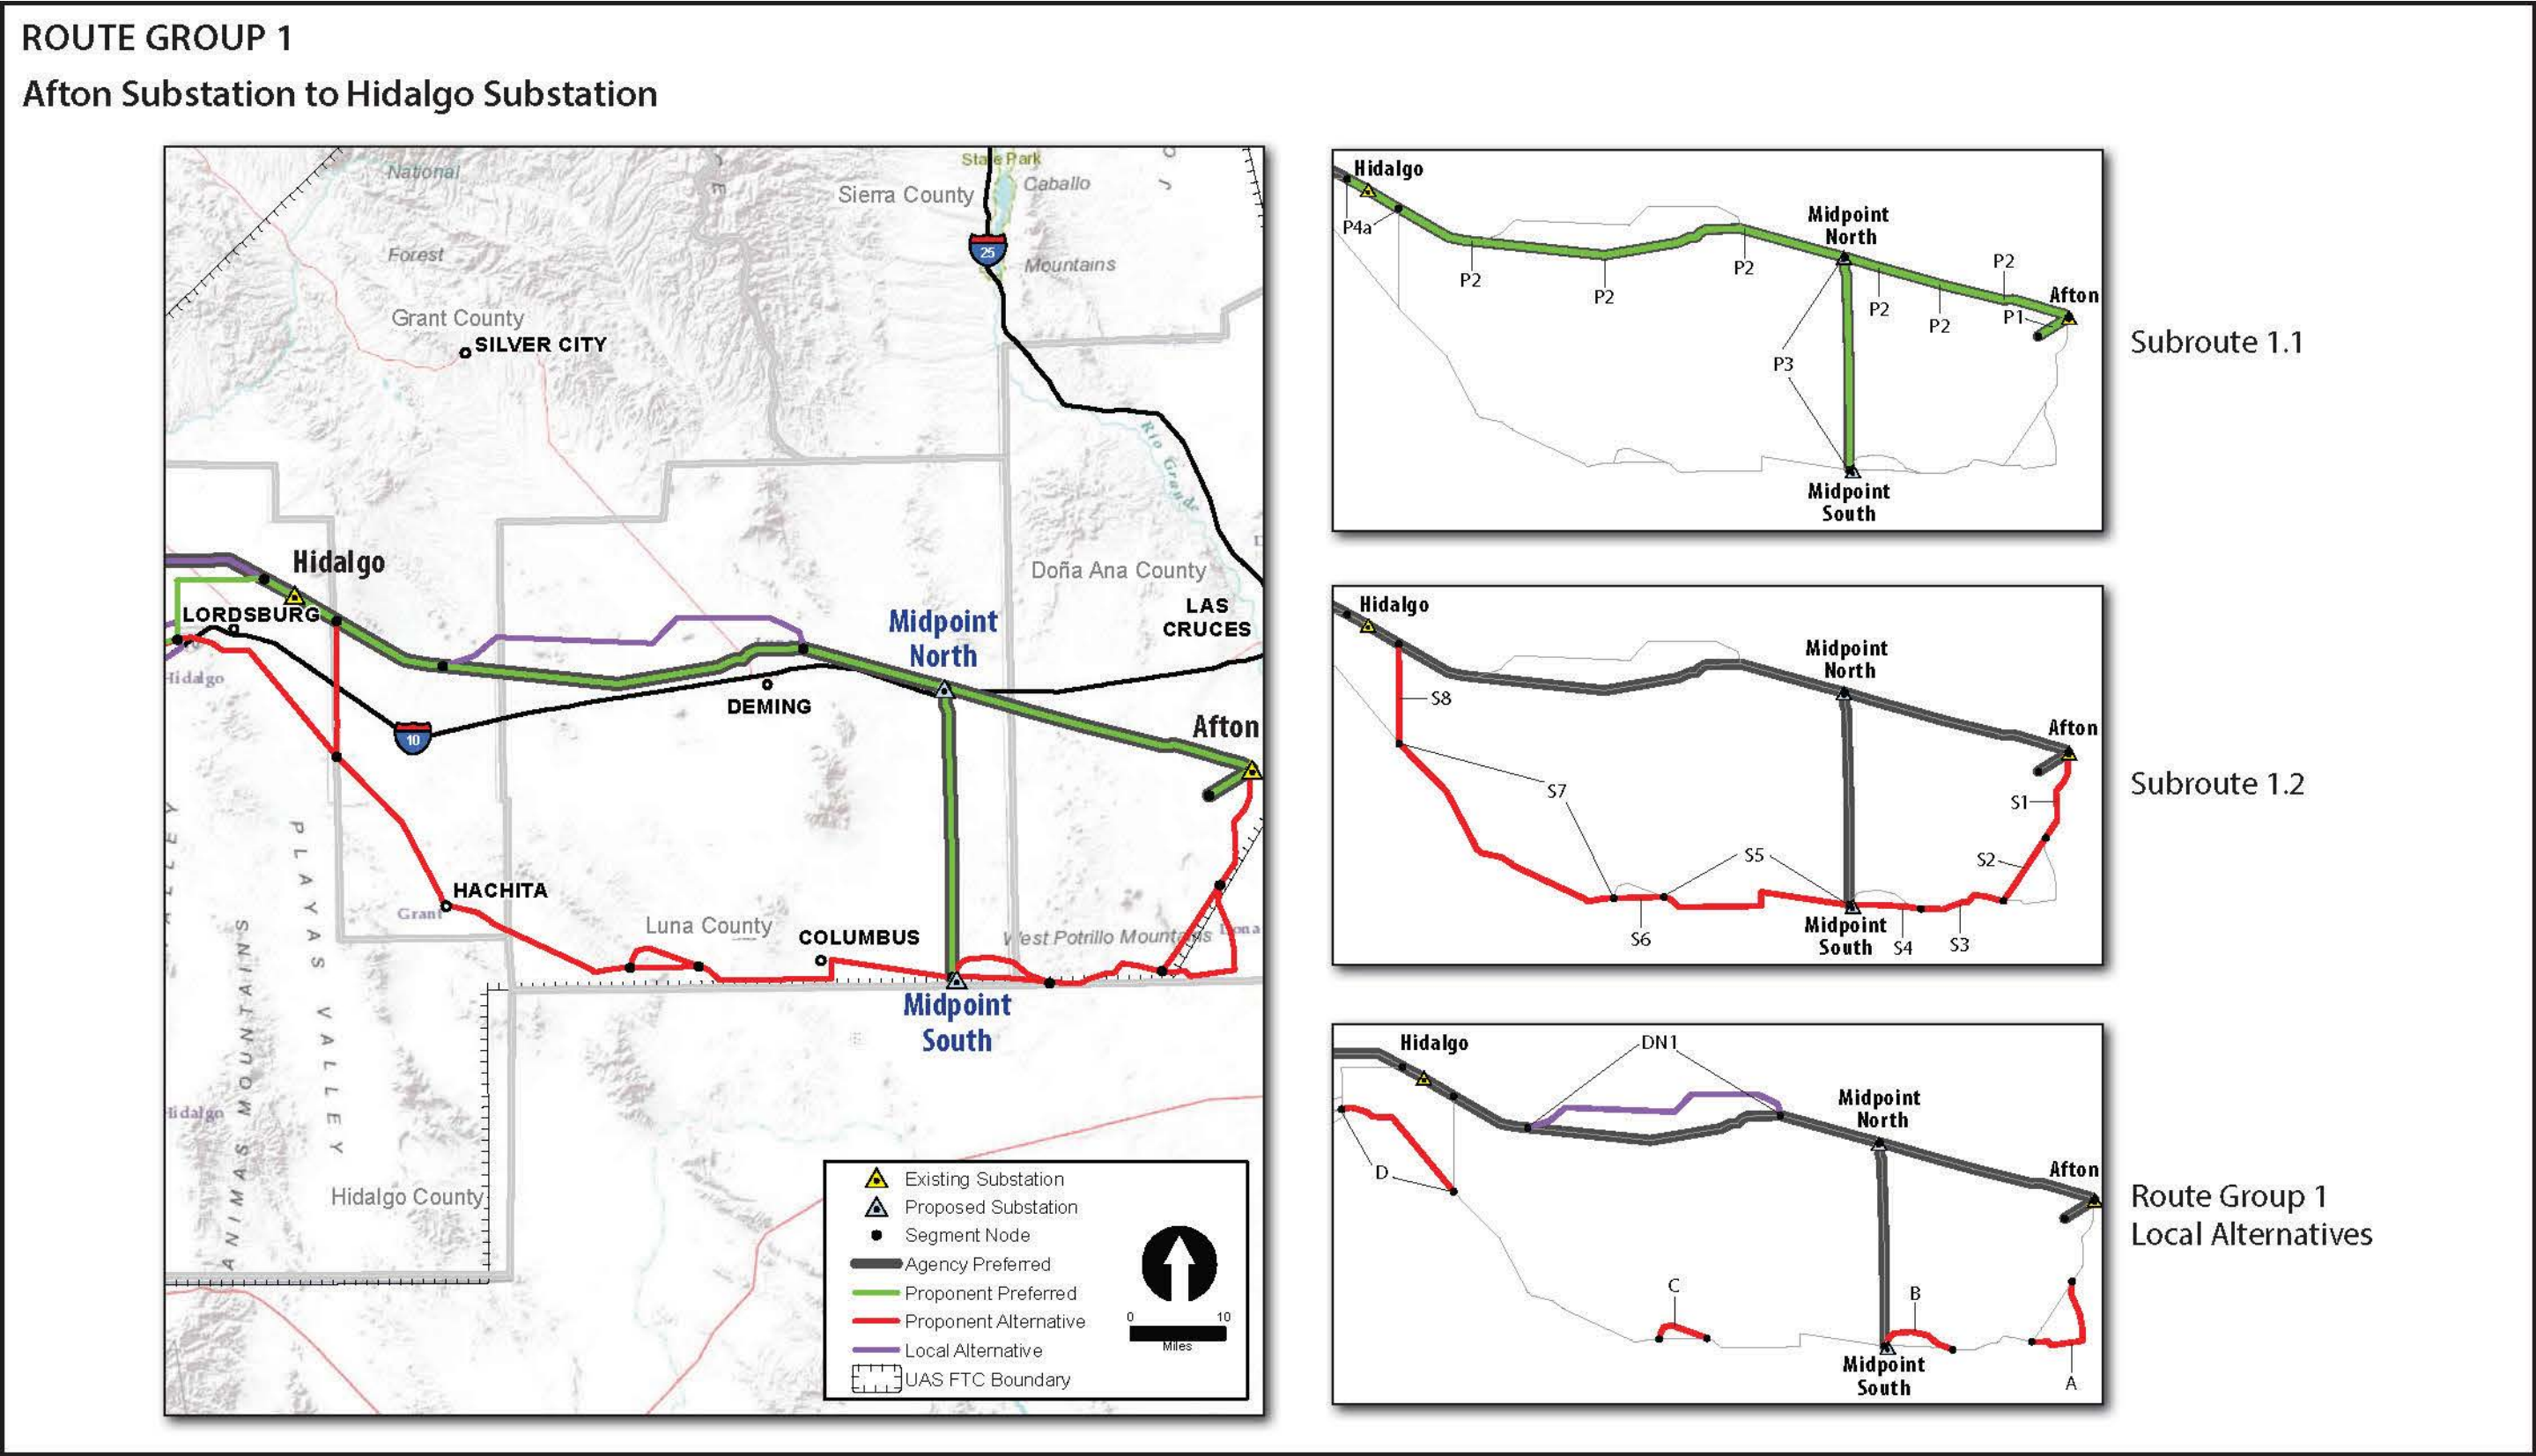 ROUTE GROUP 1
Afton Substation to Hidalgo Substation
National
Forest
State Park
Sierra County
Caballo
Mountains
25
Grant County
SILVER CITY
Rio Grande
Hidalgo
LORDSBURG
Hidalgo
Doña Ana County
LAS
CRUCES
Midpoint
North
DEMING
10
Afton
HACHITA
Grant
Luna County
COLUMBUS
West Potrillo Mountains
Midpoint
South
PLAYAS VALLEY
ANIMAS MOUNTAINS
Hidalgo
Hidalgo County
Existing Substation
Proposed Substation
Segment Node
Agency Preferred
Proponent Preferred
Proponent Alternative
Local Alternative
UAS FTC Boundary
0 10
Miles
Hidalgo
P4a
P2
P2
P2
Midpoint
North
P2
P2
P2
Afton
P1
P3
Midpoint
South
Subroute 1.1
Hidalgo
S8
Midpoint
North
Afton
S7
S1
S5
S2
S6
Midpoint
South
S4
S3
Subroute 1.2
Hidalgo
DN1
Midpoint
North
Afton
D
C
B
Midpoint
South
A
Route Group 1
Local Alternatives